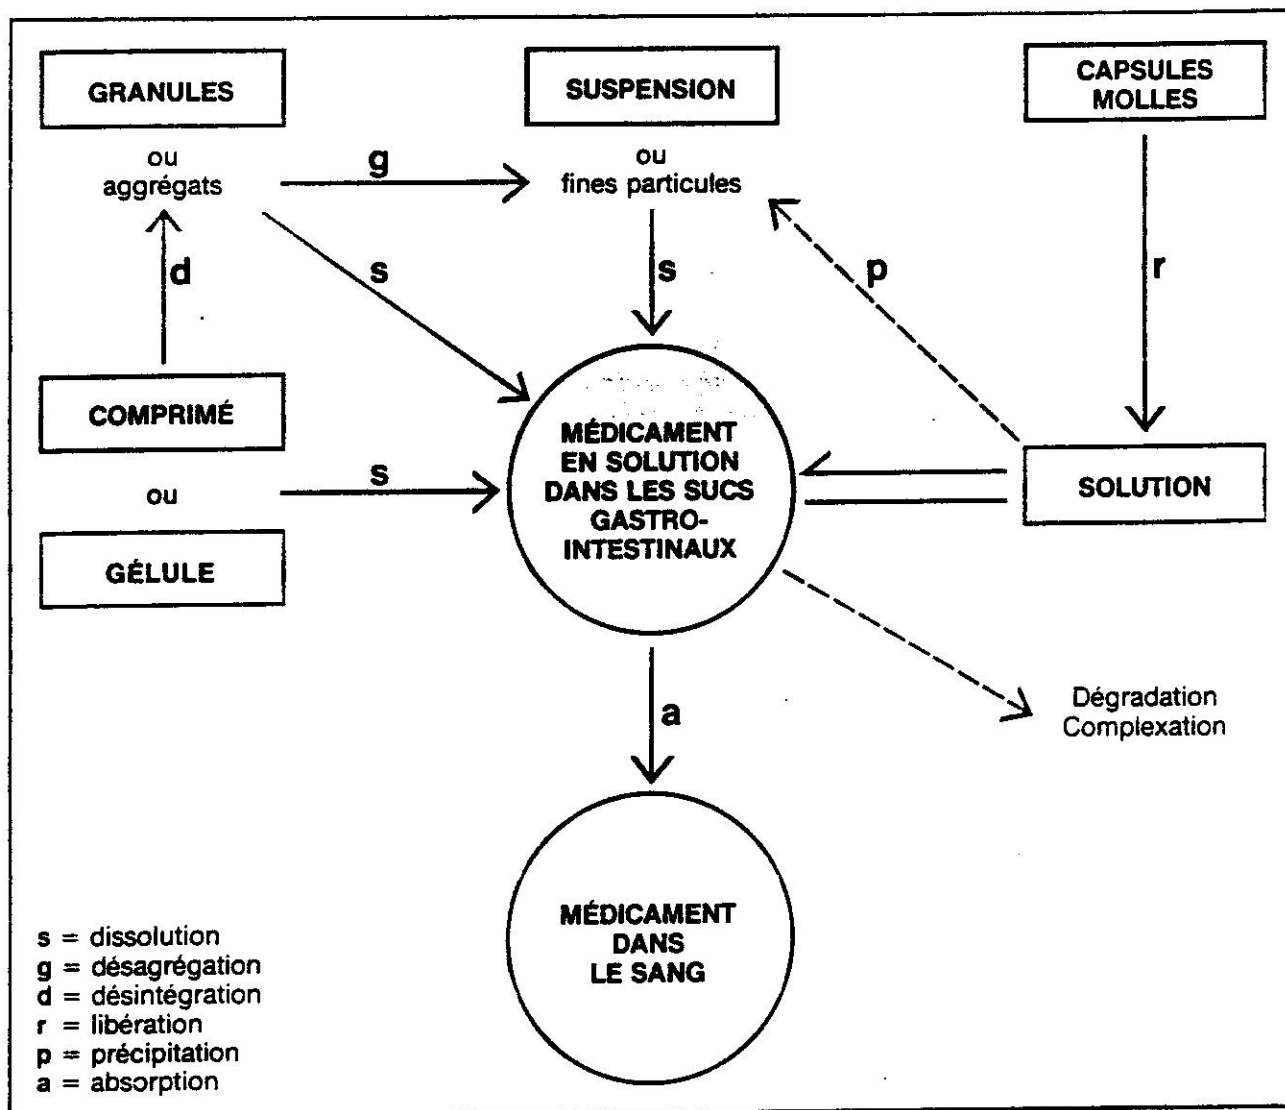 GRANULES
ou
aggrégats
g
SUSPENSION
ou
fines particules
CAPSULES
MOLLES
d
s
s
p
r
COMPRIMÉ
ou
GÉLULE
s
MÉDICAMENT
EN SOLUTION
DANS LES SUCS
GASTRO-
INTESTINAUX
SOLUTION
a
Dégradation
Complexation
MÉDICAMENT
DANS
LE SANG
s = dissolution
g = désagrégation
d = désintégration
r = libération
p = précipitation
a = absorption